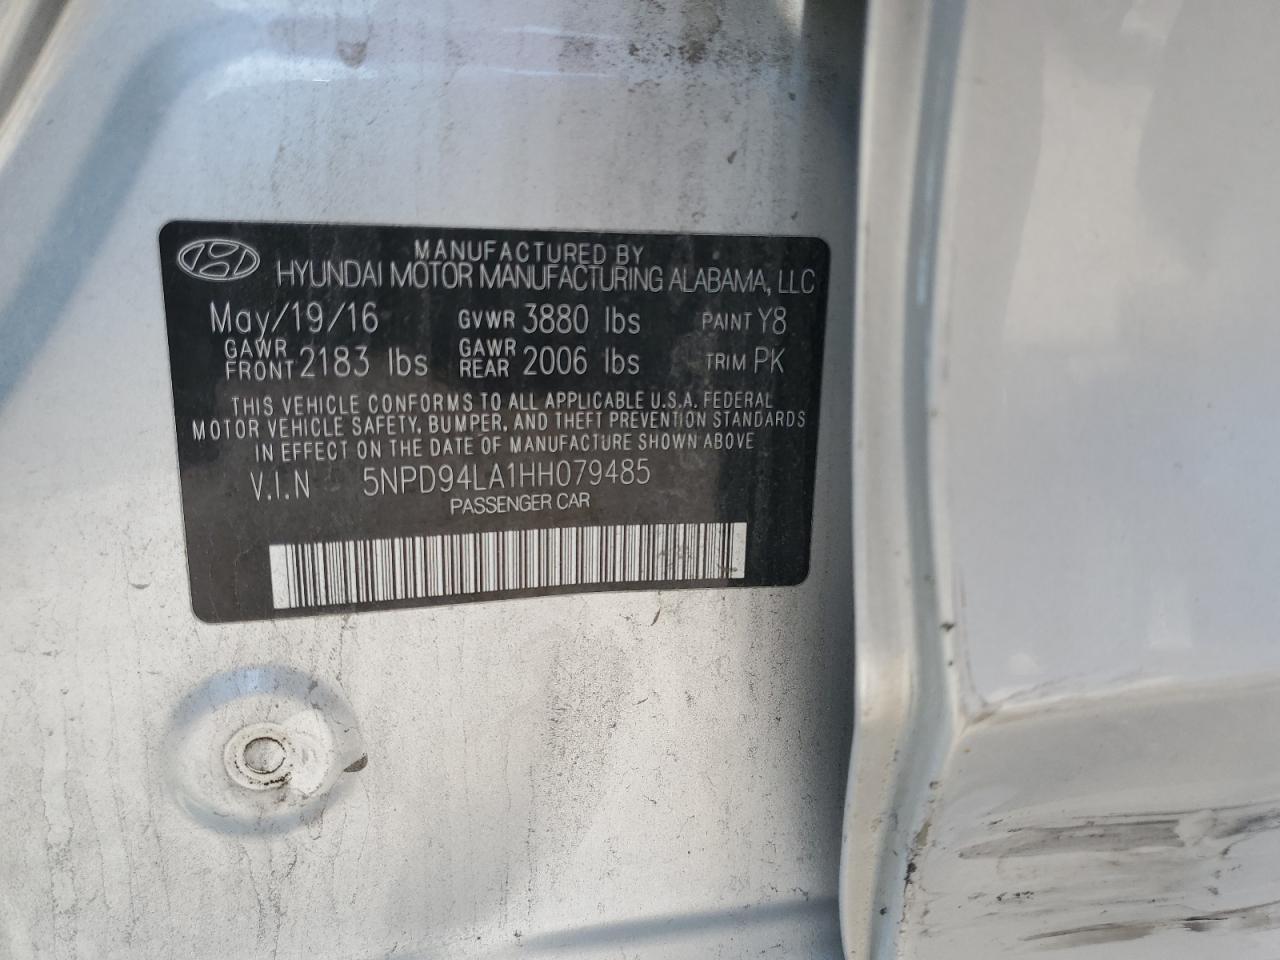 MANUFACTURED BY
HYUNDAI MOTOR MANUFACTURING ALABAMA, LLC
May/19/16 GVWR 3880 lbs PAINT Y8
GAWR FRONT 2183 lbs GAWR REAR 2006 lbs TRIM PK
THIS VEHICLE CONFORMS TO ALL APPLICABLE U.S.A. FEDERAL
MOTOR VEHICLE SAFETY, BUMPER, AND THEFT PREVENTION STANDARDS
IN EFFECT ON THE DATE OF MANUFACTURE SHOWN ABOVE
V.I.N 5NPD94LA1HH079485
PASSENGER CAR